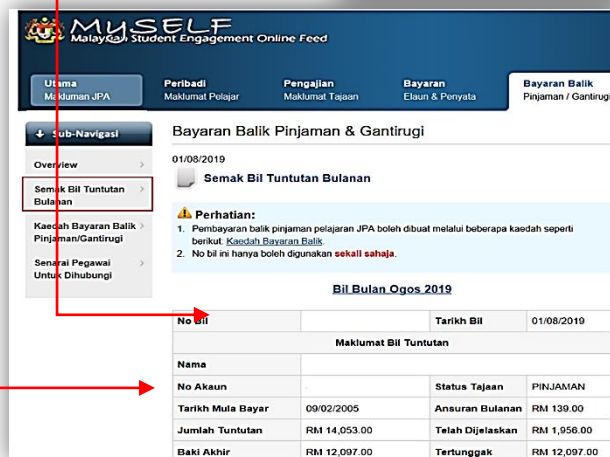 MySELF
Malaysian Student Engagement Online Feed
Utama Peribadi Pengajian Bayaran Bayaran Balik
Makluman JPA Maklumat Pelajar Maklumat Tajaan Elaun & Penyata Pinjaman / Gantirugi
Sub-Navigasi
Overview
Semak Bil Tuntutan
Bulanan
Kaedah Bayaran Balik
Pinjaman/Gantirugi
Senarai Pegawai
Untuk Dihubungi
Bayaran Balik Pinjaman & Gantirugi
01/08/2019
Semak Bil Tuntutan Bulanan
Perhatian:
1. Pembayaran balik pinjaman pelajaran JPA boleh dibuat melalui beberapa kaedah seperti
berikut: Kaedah Bayaran Balik.
2. No bil ini hanya boleh digunakan sekali sahaja.
Bil Bulan Ogos 2019
No Bil Tarikh Bil 01/08/2019
Maklumat Bil Tuntutan
Nama
No Akaun Status Tajaan PINJAMAN
Tarikh Mula Bayar 09/02/2005 Ansuran Bulanan RM 139.00
Jumlah Tuntutan RM 14,053.00 Telah Dijelaskan RM 1,956.00
Baki Akhir RM 12,097.00 Tertunggak RM 12,097.00